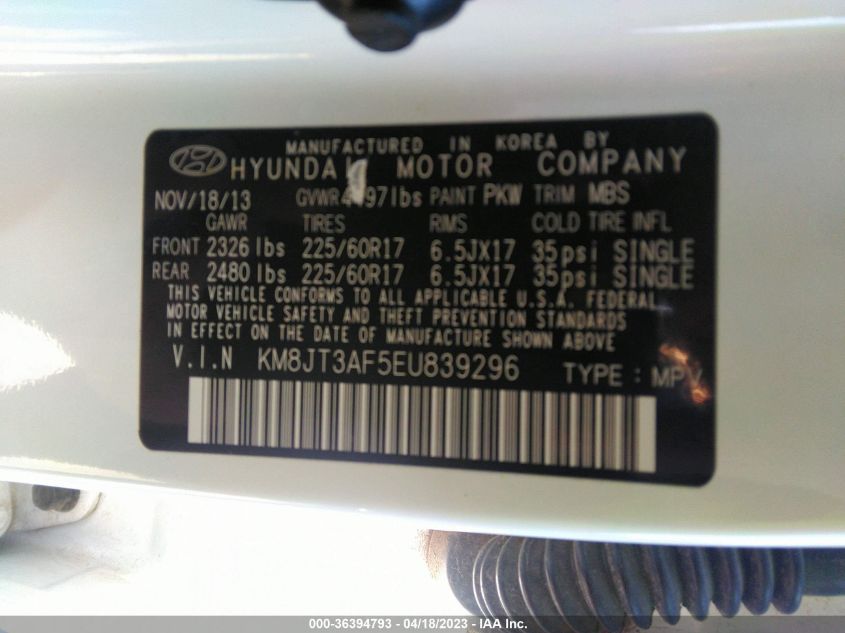 MANUFACTURED IN KOREA BY
HYUNDAI MOTOR COMPANY
NOV/18/13 GVWR lbs PAINT PKW TRIM MBS
GAWR TIRES RIMS COLD TIRE INFL
FRONT 2326 lbs 225/60R17 6.5JX17 35psi SINGLE
REAR 2480 lbs 225/60R17 6.5JX17 35psi SINGLE
THIS VEHICLE CONFORMS TO ALL APPLICABLE U.S.A. FEDERAL
MOTOR VEHICLE SAFETY AND THEFT PREVENTION STANDARDS
IN EFFECT ON THE DATE OF MANUFACTURE SHOWN ABOVE
V.I.N KM8JT3AF5EU839296 TYPE : MPV
000-36394793 - 04/18/2023 - IAA Inc.